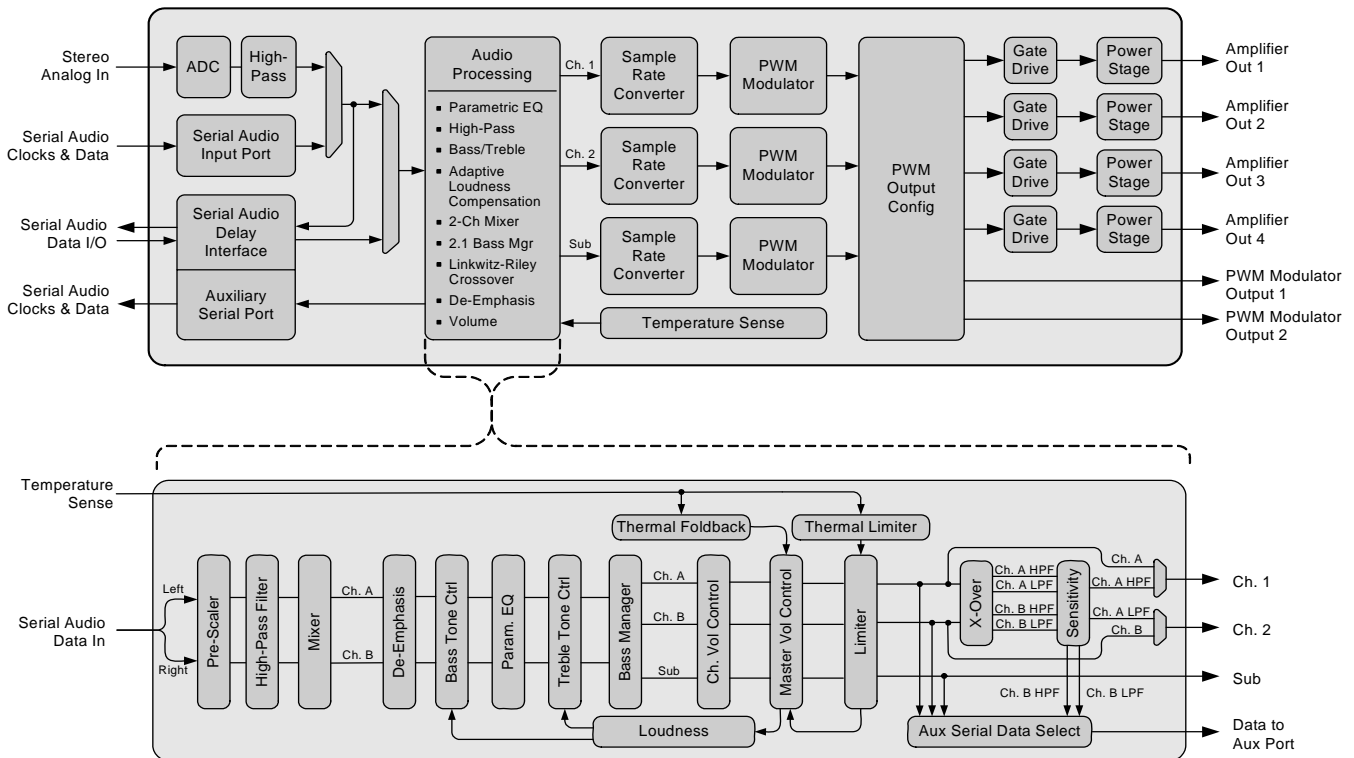 Stereo
Analog In
ADC
High-
Pass
Serial Audio
Clocks & Data
Serial Audio
Input Port
Serial Audio
Data I/O
Serial Audio
Delay
Interface
Serial Audio
Clocks & Data
Auxiliary
Serial Port
Audio
Processing
▪ Parametric EQ
▪ High-Pass
▪ Bass/Treble
▪ Adaptive
Loudness
Compensation
▪ 2-Ch Mixer
▪ 2.1 Bass Mgr
▪ Linkwitz-Riley
Crossover
▪ De-Emphasis
▪ Volume
Ch. 1
Sample
Rate
Converter
PWM
Modulator
Ch. 2
Sample
Rate
Converter
PWM
Modulator
Sub
Sample
Rate
Converter
PWM
Modulator
Temperature Sense
PWM
Output
Config
Gate
Drive
Power
Stage
Amplifier
Out 1
Gate
Drive
Power
Stage
Amplifier
Out 2
Gate
Drive
Power
Stage
Amplifier
Out 3
Gate
Drive
Power
Stage
Amplifier
Out 4
PWM Modulator
Output 1
PWM Modulator
Output 2
Temperature
Sense
Thermal Foldback
Thermal Limiter
Serial Audio
Data In
Left
Right
Pre-Scaler
High-Pass Filter
Mixer
Ch. A
Ch. B
De-Emphasis
Bass Tone Ctrl
Param. EQ
Treble Tone Ctrl
Bass Manager
Ch. A
Ch. B
Sub
Ch. Vol Control
Master Vol Control
Limiter
Loudness
X-Over
Ch. A HPF
Ch. A LPF
Ch. B HPF
Ch. B LPF
Sensitivity
Ch. A
Ch. A HPF
Ch. A LPF
Ch. B
Ch. B HPF
Ch. B LPF
Aux Serial Data Select
Ch. 1
Ch. 2
Sub
Data to
Aux Port